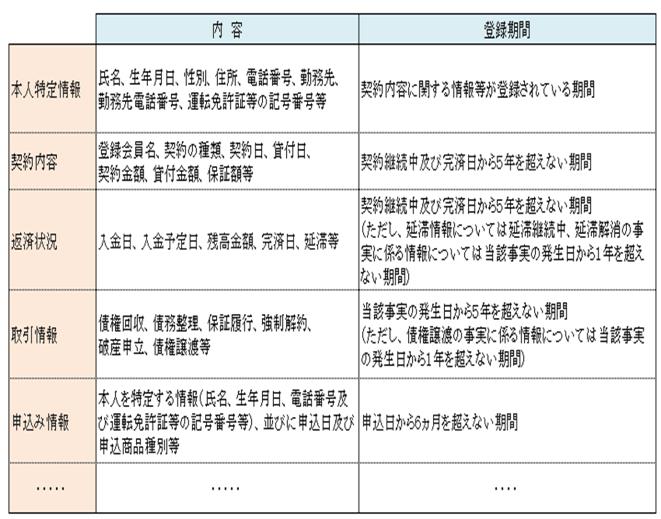 内 容
登録期間
本人特定情報
氏名、生年月日、性別、住所、電話番号、勤務先、
勤務先電話番号、運転免許証等の記号番号等
契約内容に関する情報等が登録されている期間
契約内容
登録会員名、契約の種類、契約日、貸付日、
契約金額、貸付金額、保証額等
契約継続中及び完済日から5年を超えない期間
返済状況
入金日、入金予定日、残高金額、完済日、延滞等
契約継続中及び完済日から5年を超えない期間
(ただし、延滞情報については延滞継続中、延滞解消の事
実に係る情報については当該事実の発生日から1年を超え
ない期間)
取引情報
債権回収、債務整理、保証履行、強制解約、
破産申立、債権譲渡等
当該事実の発生日から5年を超えない期間
(ただし、債権譲渡の事実に係る情報については当該事実
の発生日から1年を超えない期間)
申込み情報
本人を特定する情報(氏名、生年月日、電話番号及
び運転免許証等の記号番号等)、並びに申込日及び
申込商品種別等
申込日から6ヵ月を超えない期間
・・・・・
・・・・・
・・・・